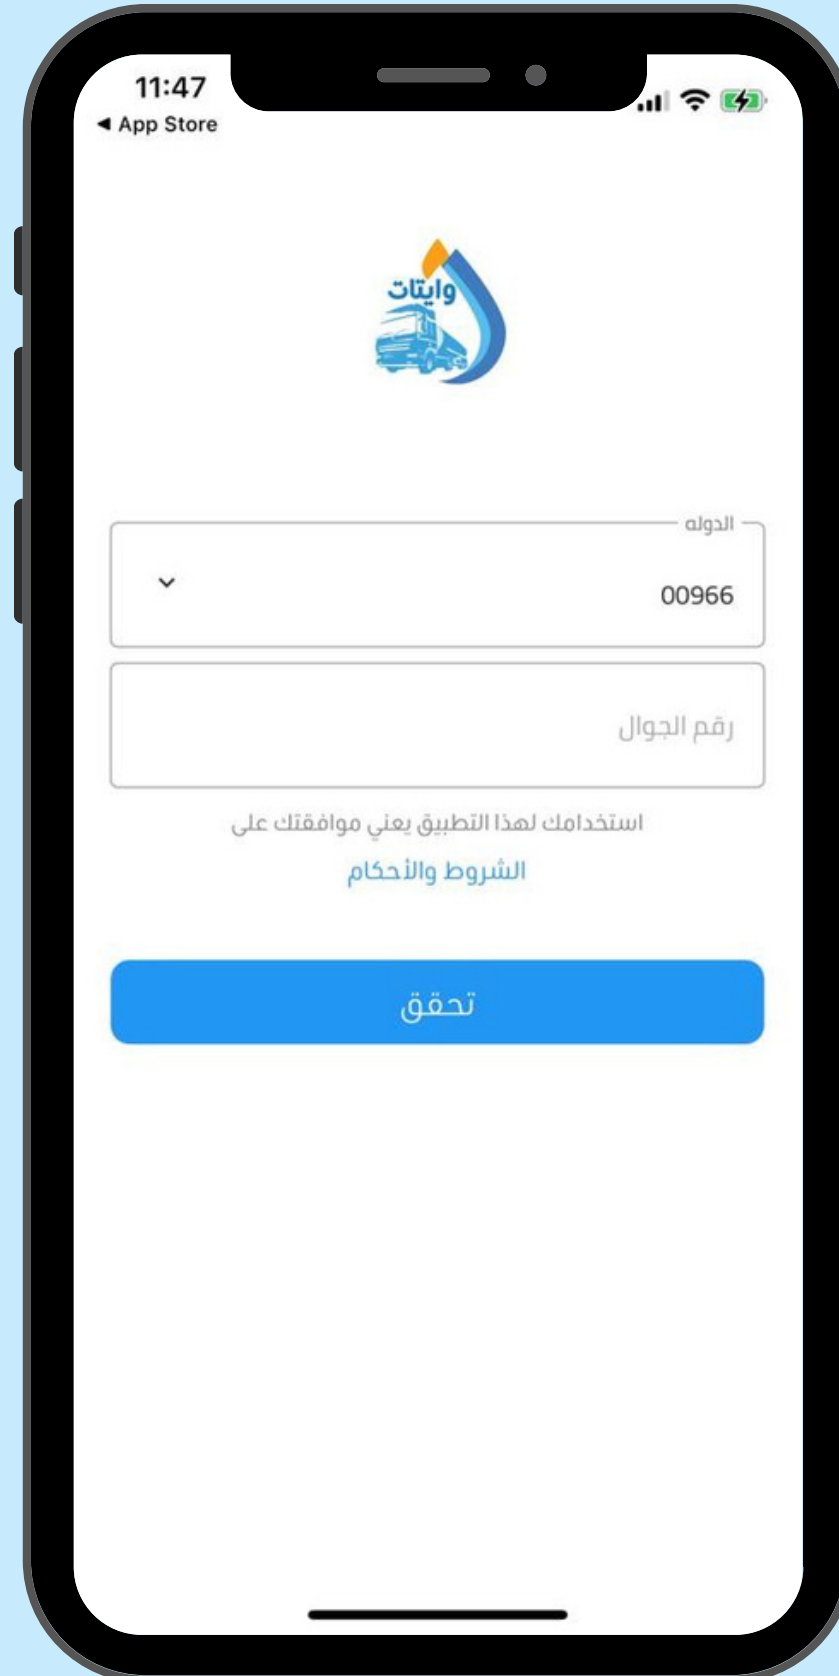 11:47
◀ App Store
وايتات
الدوله
00966
رقم الجوال
استخدامك لهذا التطبيق يعني موافقتك على
الشروط والأحكام
تحقق